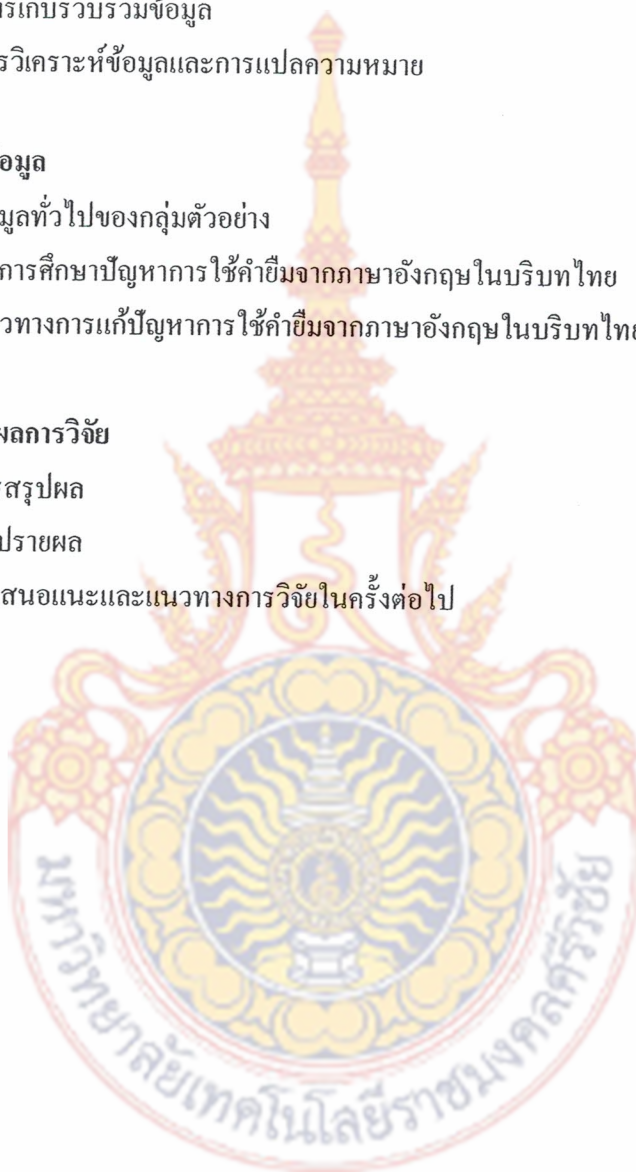 รเก็บรวบรวมข้อมูล
รวิเคราะห์ข้อมูลและการแปลความหมาย
้อมูล
มูลทั่วไปของกลุ่มตัวอย่าง
การศึกษาปัญหาการใช้คำยืมจากภาษาอังกฤษในบริบทไทย
วทางการแก้ปัญหาการใช้คำยืมจากภาษาอังกฤษในบริบทไทย
ผลการวิจัย
รสรุปผล
ปรายผล
เสนอแนะและแนวทางการวิจัยในครั้งต่อไป
มหาวิทยาลัยเทคโนโลยีราชมงคลศรีวิชัย